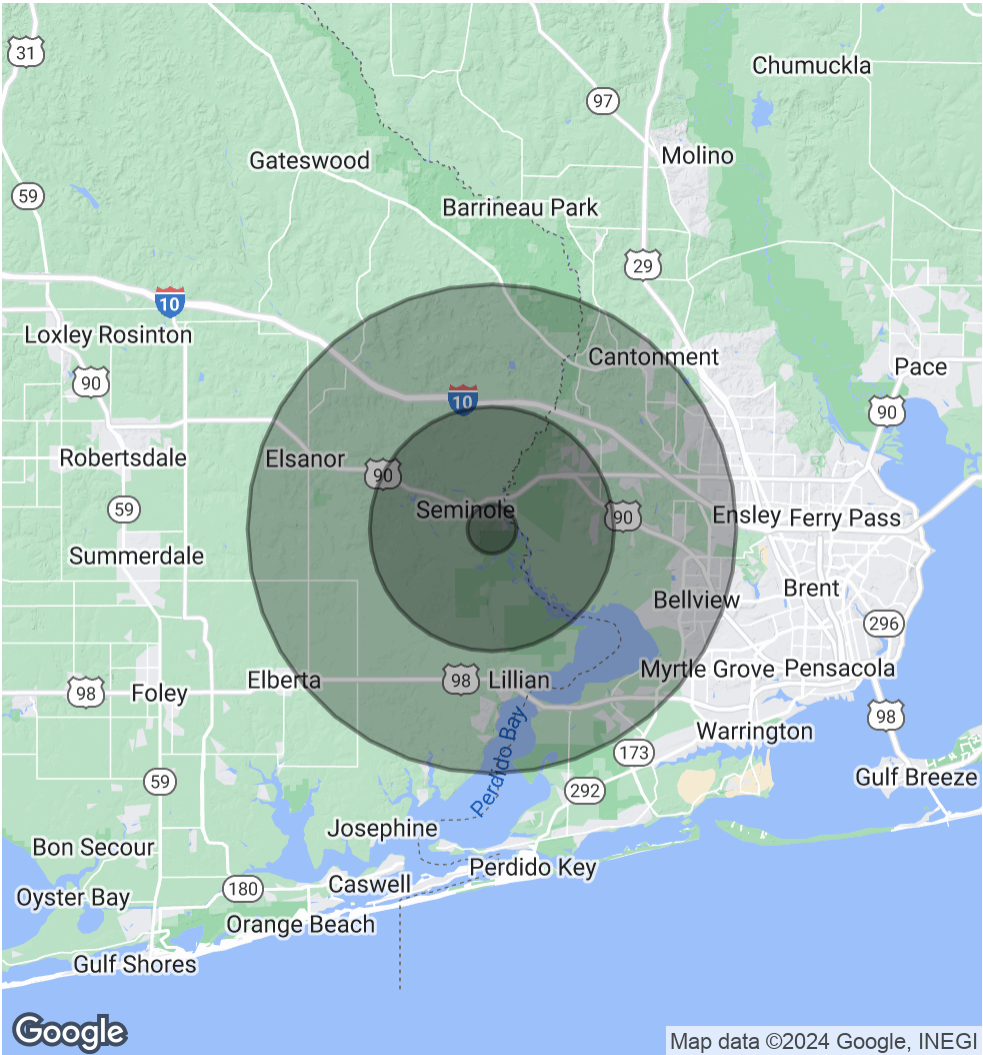 31
Chumuckla
97
Molino
Gateswood
59
Barrineau Park
29
10
Loxley Rosinton
Cantonment
Pace
90
10
90
Robertsdale
Elsanor
90
59
Seminole
90
Ensley
Ferry Pass
Summerdale
Brent
Bellview
296
Myrtle Grove
Pensacola
Elberta
98
Lillian
98
Foley
98
Warrington
Perdido Bay
173
Gulf Breeze
59
292
Josephine
Bon Secour
Perdido Key
Caswell
180
Oyster Bay
Orange Beach
Gulf Shores
Google
Map data ©2024 Google, INEGI